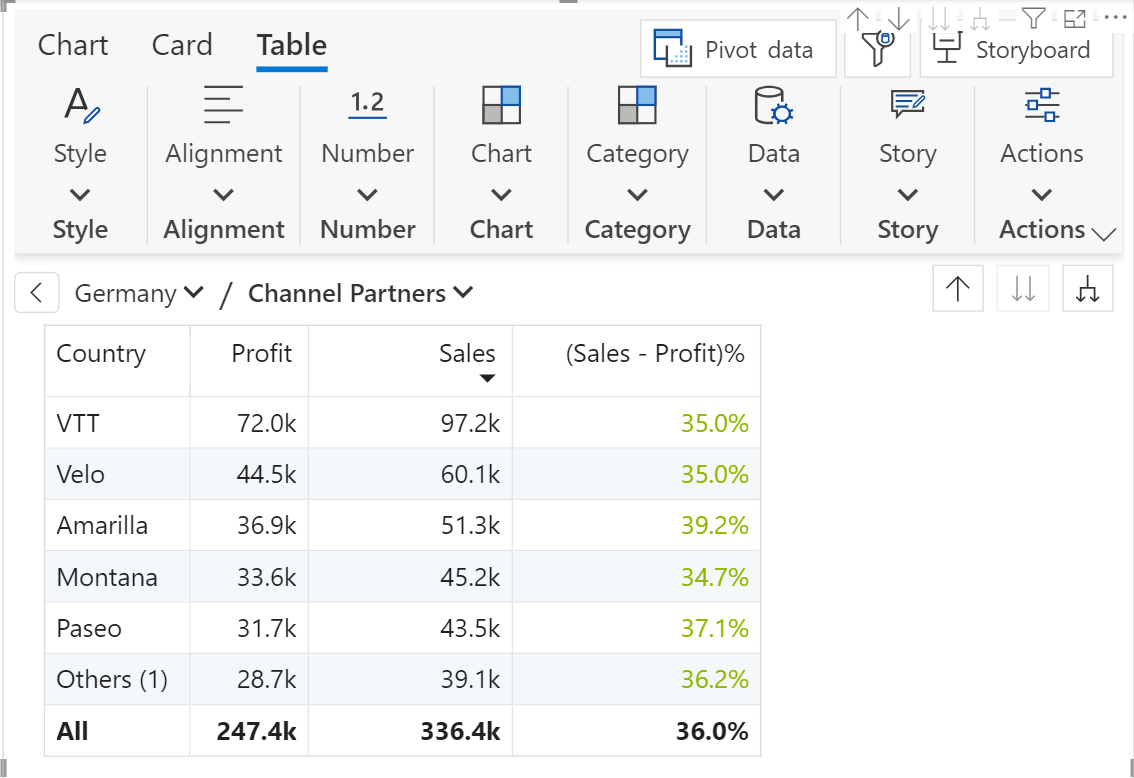 Chart Card Table
Pivot data Storyboard
1.2
Style Alignment Number Chart Category Data Story Actions
Style Alignment Number Chart Category Data Story Actions
Germany / Channel Partners
Country Profit Sales (Sales - Profit)%
VTT 72.0k 97.2k 35.0%
Velo 44.5k 60.1k 35.0%
Amarilla 36.9k 51.3k 39.2%
Montana 33.6k 45.2k 34.7%
Paseo 31.7k 43.5k 37.1%
Others (1) 28.7k 39.1k 36.2%
All 247.4k 336.4k 36.0%